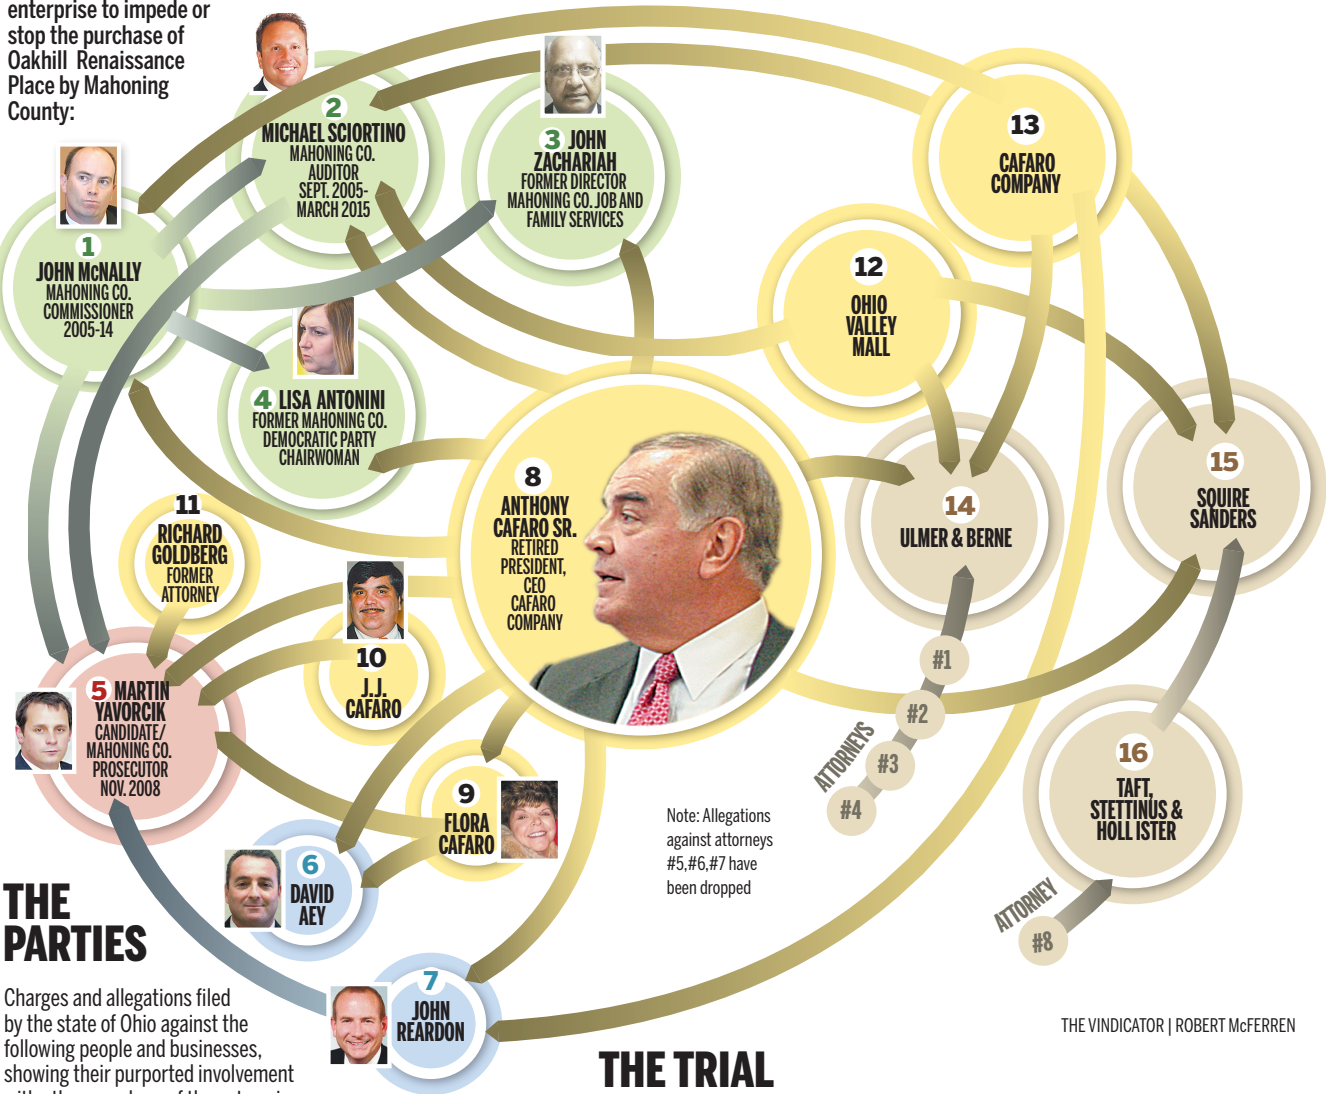 enterprise to impede or
stop the purchase of
Oakhill Renaissance
Place by Mahoning
County:
1
JOHN McNALLY
MAHONING CO.
COMMISSIONER
2005-14
2
MICHAEL SCIORTINO
MAHONING CO.
AUDITOR
SEPT. 2005-
MARCH 2015
3 JOHN
ZACHARIAH
FORMER DIRECTOR
MAHONING CO. JOB AND
FAMILY SERVICES
4 LISA ANTONINI
FORMER MAHONING CO.
DEMOCRATIC PARTY
CHAIRWOMAN
5 MARTIN
YAVORCIK
CANDIDATE/
MAHONING CO.
PROSECUTOR
NOV. 2008
6
DAVID
AEY
7
JOHN
REARDON
8
ANTHONY
CAFARO SR.
RETIRED
PRESIDENT,
CEO
CAFARO
COMPANY
9
FLORA
CAFARO
10
J.J.
CAFARO
11
RICHARD
GOLDBERG
FORMER
ATTORNEY
12
OHIO
VALLEY
MALL
13
CAFARO
COMPANY
14
ULMER & BERNE
15
SQUIRE
SANDERS
16
TAFT,
STETTINUS &
HOLL ISTER
ATTORNEYS
#1
#2
#3
#4
ATTORNEY
#8
Note: Allegations
against attorneys
#5,#6,#7 have
been dropped
THE
PARTIES
Charges and allegations filed
by the state of Ohio against the
following people and businesses,
showing their purported involvement
THE VINDICATOR | ROBERT McFERREN
THE TRIAL